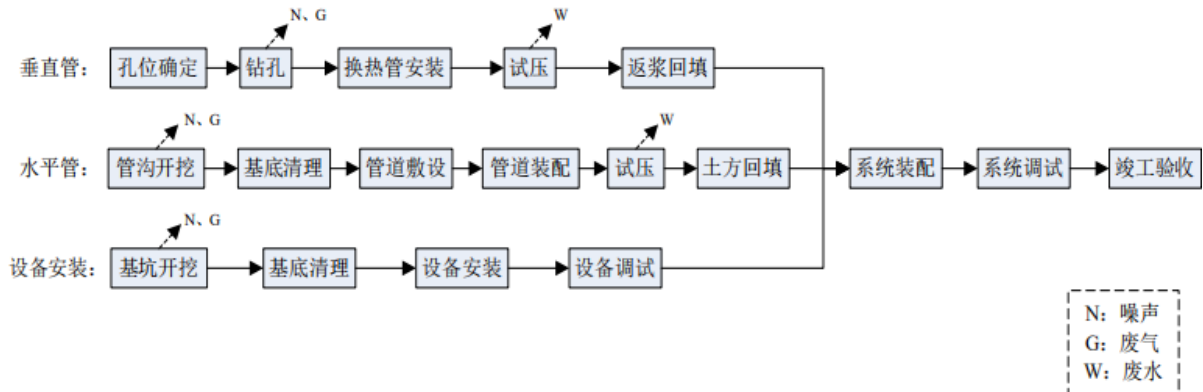 N、G
W
垂直管： 孔位确定 钻孔 换热管安装 试压 返浆回填
N、G
W
水平管： 管沟开挖 基底清理 管道敷设 管道装配 试压 土方回填 系统装配 系统调试 竣工验收
N、G
设备安装： 基坑开挖 基底清理 设备安装 设备调试
N：噪声
G：废气
W：废水